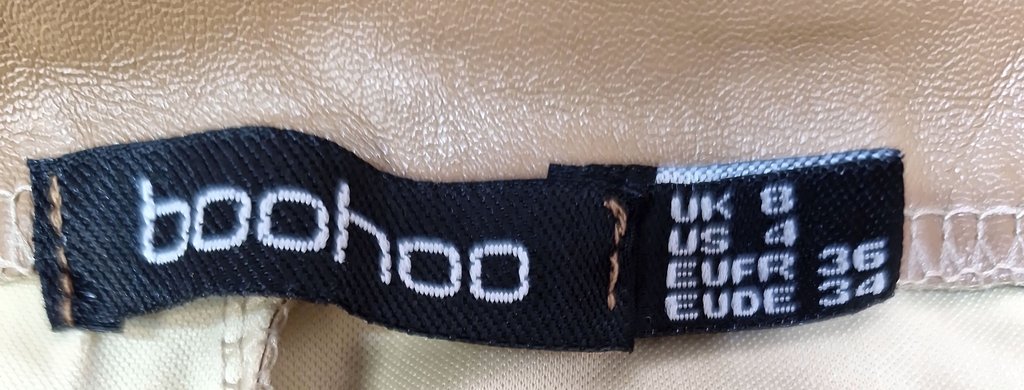 boohoo
UK 8
US 4
EUFR 36
EUDE 34